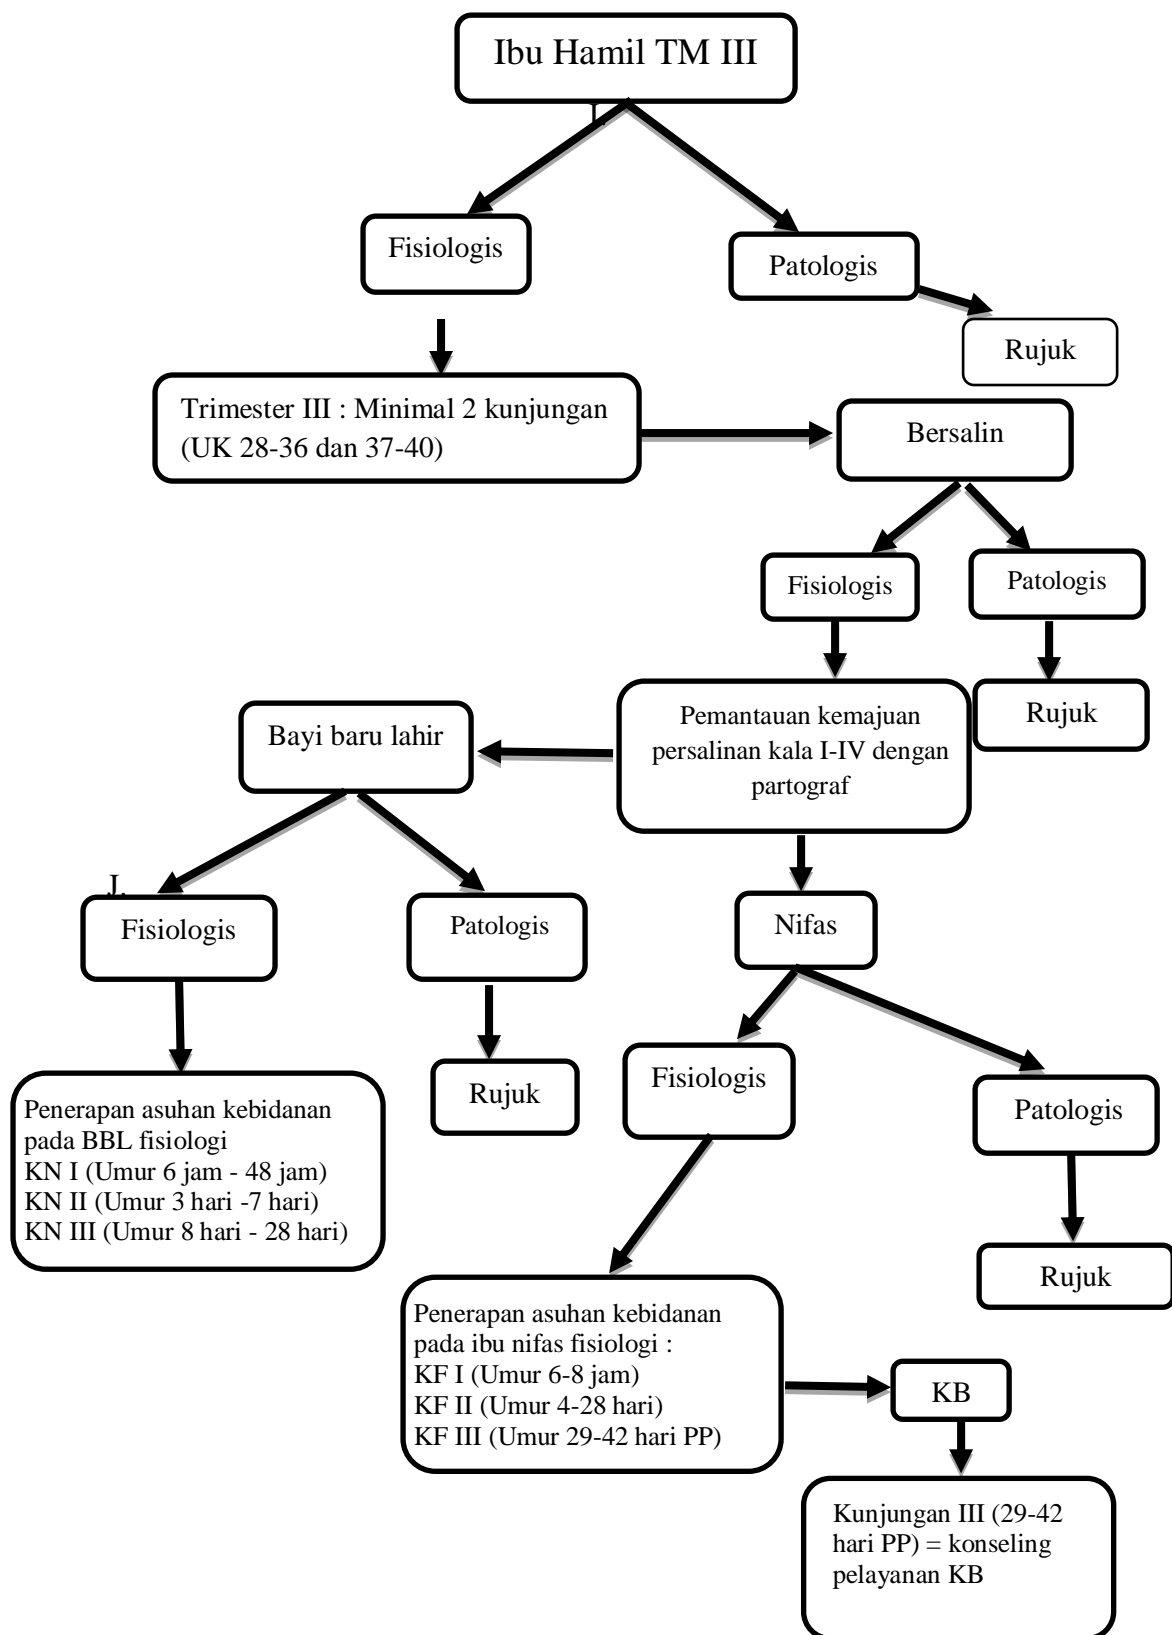 Ibu Hamil TM III
Fisiologis
Patologis
Rujuk
Trimester III : Minimal 2 kunjungan
(UK 28-36 dan 37-40)
Bersalin
Fisiologis
Patologis
Rujuk
Pemantauan kemajuan
persalinan kala I-IV dengan
partograf
Bayi baru lahir
J.
Fisiologis
Patologis
Nifas
Rujuk
Fisiologis
Patologis
Penerapan asuhan kebidanan
pada BBL fisiologi
KN I (Umur 6 jam - 48 jam)
KN II (Umur 3 hari -7 hari)
KN III (Umur 8 hari - 28 hari)
Rujuk
Penerapan asuhan kebidanan
pada ibu nifas fisiologi :
KF I (Umur 6-8 jam)
KF II (Umur 4-28 hari)
KF III (Umur 29-42 hari PP)
KB
Kunjungan III (29-42
hari PP) = konseling
pelayanan KB